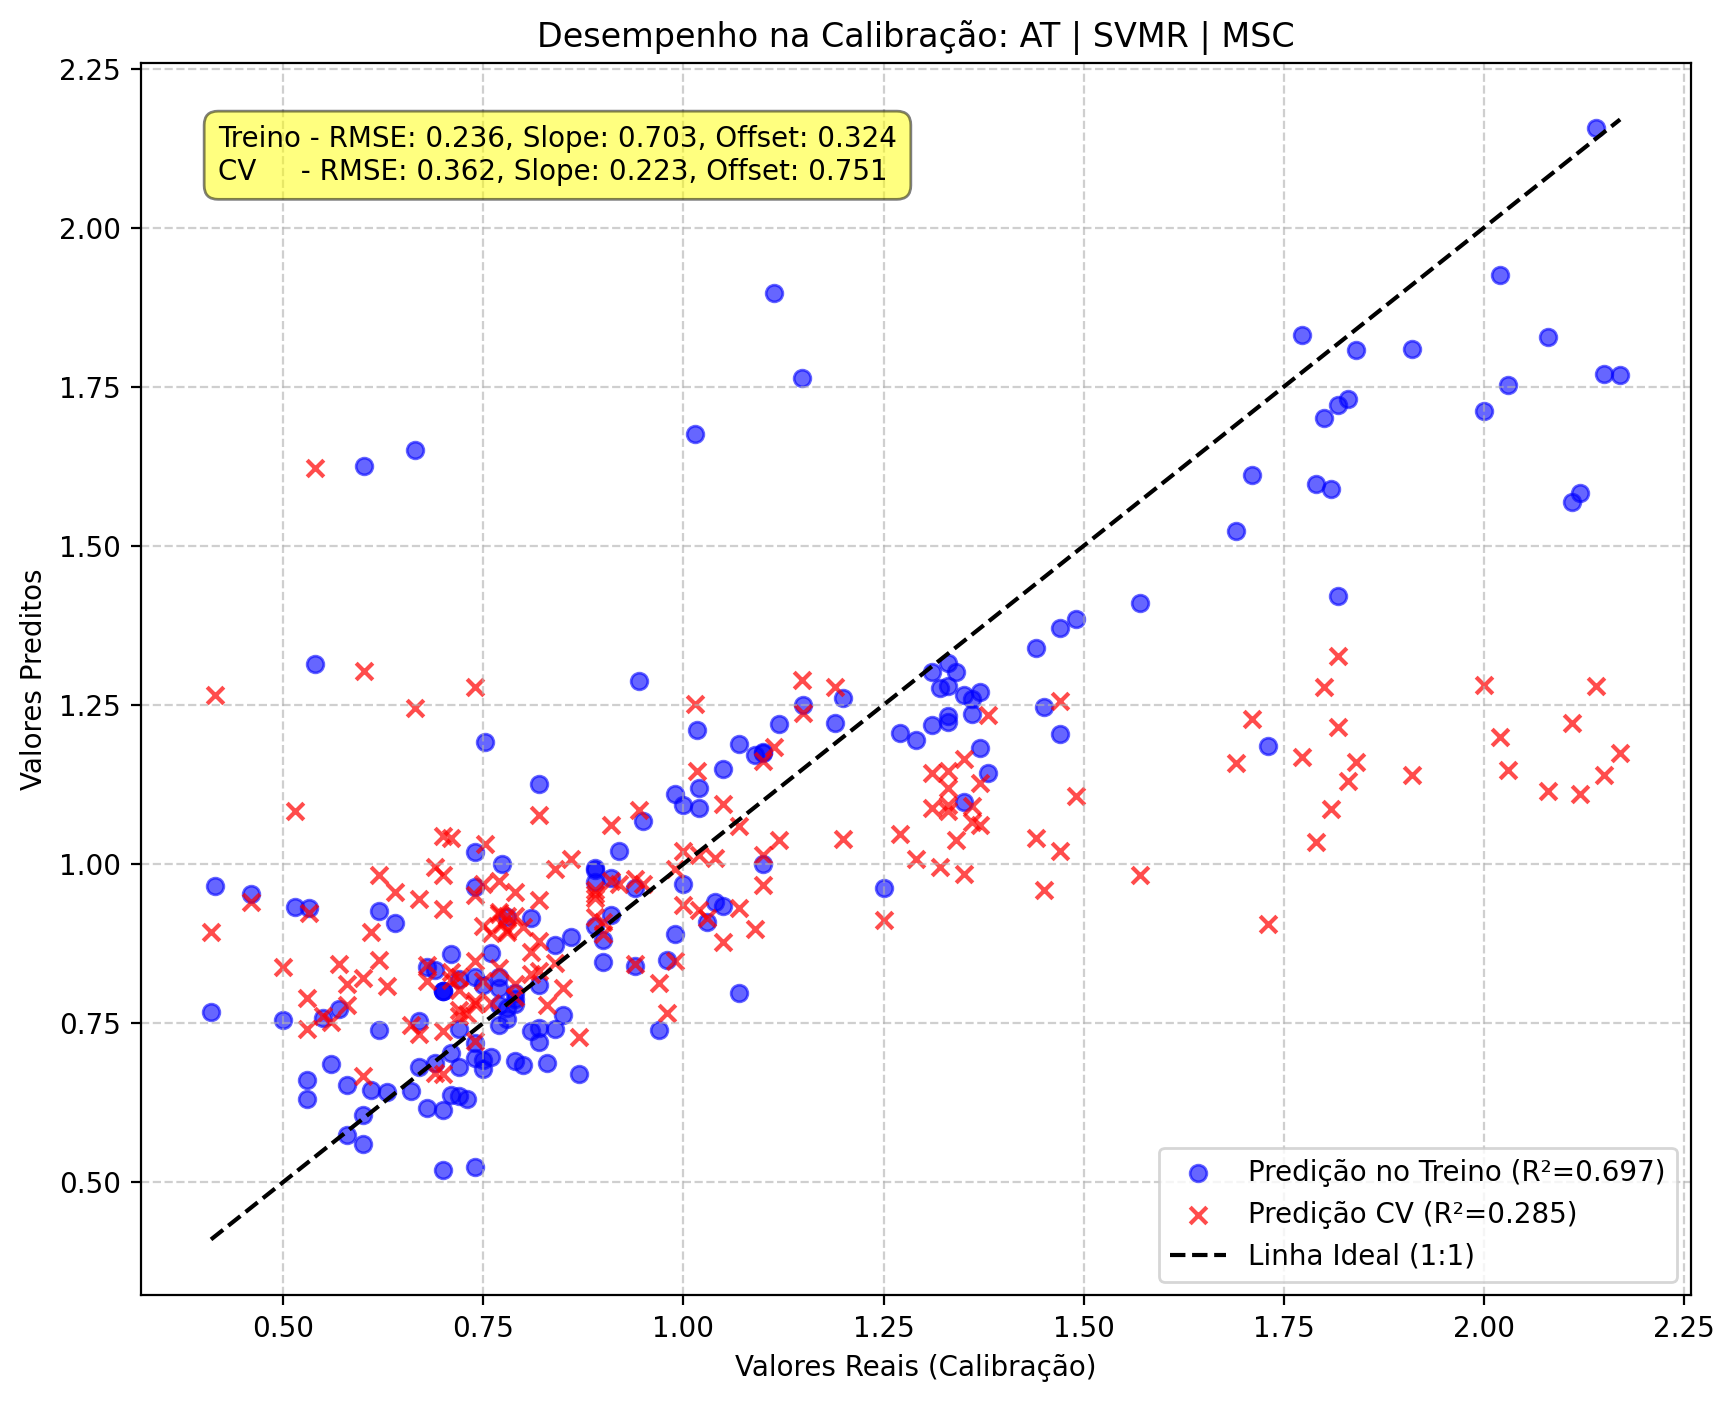 Desempenho na Calibração: AT | SVMR | MSC
Treino - RMSE: 0.236, Slope: 0.703, Offset: 0.324
CV     - RMSE: 0.362, Slope: 0.223, Offset: 0.751
Valores Preditos
2.25
2.00
1.75
1.50
1.25
1.00
0.75
0.50
Predição no Treino (R²=0.697)
Predição CV (R²=0.285)
Linha Ideal (1:1)
0.50 0.75 1.00 1.25 1.50 1.75 2.00 2.25
Valores Reais (Calibração)